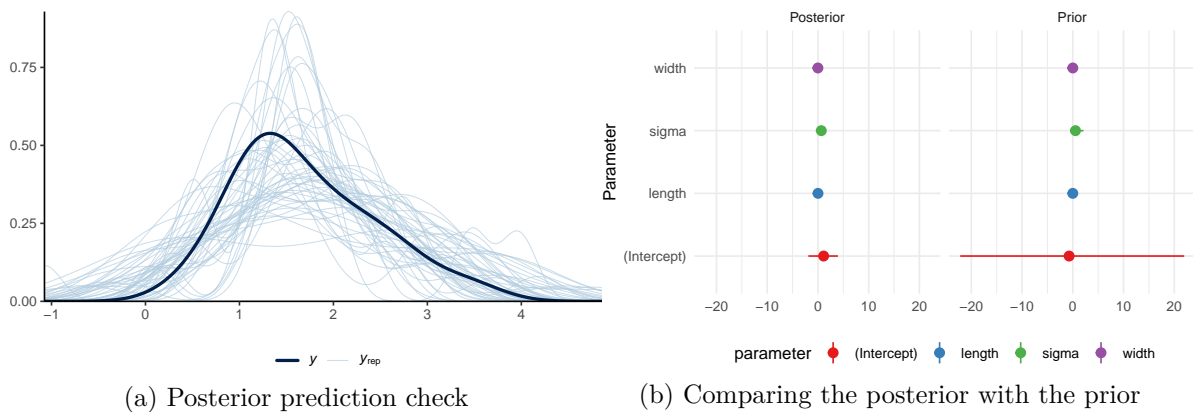 0.75
0.50
0.25
0.00
−1 0 1 2 3 4
y yrep
(a) Posterior prediction check
Posterior Prior
Parameter
width
sigma
length
(Intercept)
−20 −10 0 10 20 −20 −10 0 10 20
parameter (Intercept) length sigma width
(b) Comparing the posterior with the prior